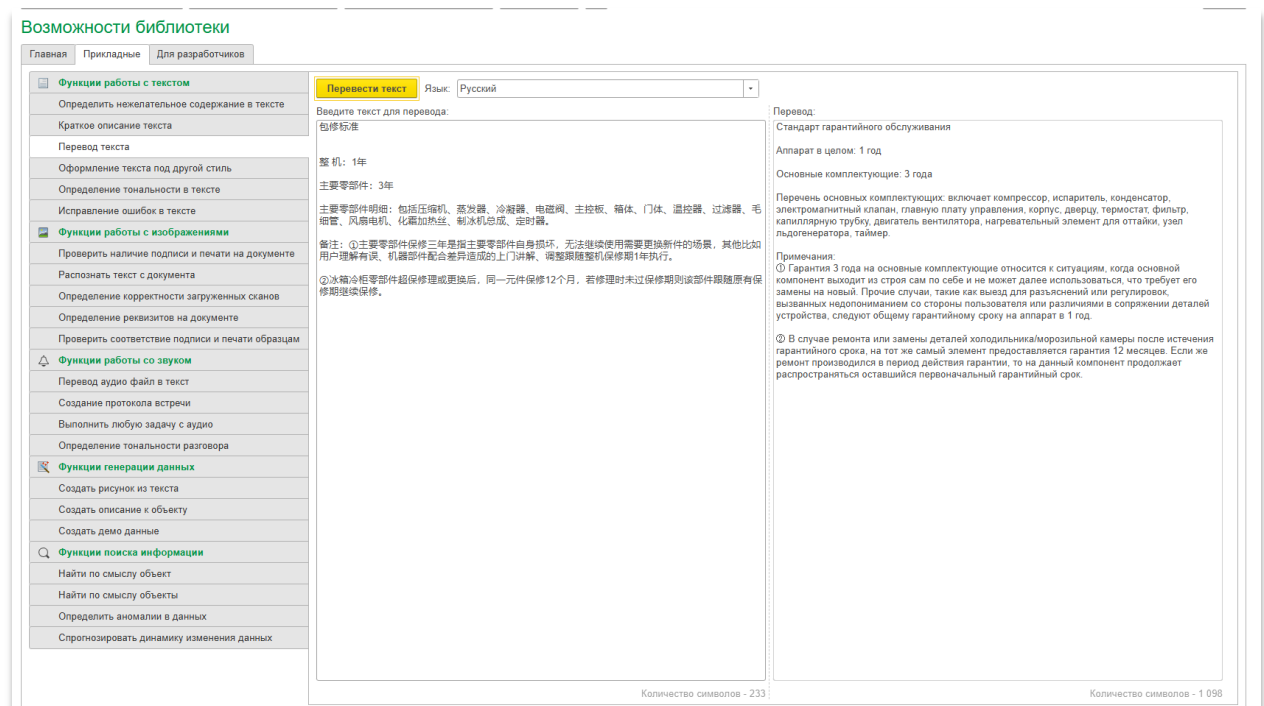 Возможности библиотеки
Главная
Прикладные
Для разработчиков
Функции работы с текстом
Определить нежелательное содержание в тексте
Краткое описание текста
Перевод текста
Оформление текста под другой стиль
Определение тональности в тексте
Исправление ошибок в тексте
Функции работы с изображениями
Проверить наличие подписи и печати на документе
Распознать текст с документа
Определение корректности загруженных сканов
Определение реквизитов на документе
Проверить соответствие подписи и печати образцам
Функции работы со звуком
Перевод аудио файл в текст
Создание протокола встречи
Выполнить любую задачу с аудио
Определение тональности разговора
Функции генерации данных
Создать рисунок из текста
Создать описание к объекту
Создать демо данные
Функции поиска информации
Найти по смыслу объект
Найти по смыслу объекты
Определить аномалии в данных
Спрогнозировать динамику изменения данных
Перевести текст
Язык:
Русский
Введите текст для перевода:
包修标准
整 机：1年
主要零部件：3年
主要零部件明细：包括压缩机、蒸发器、冷凝器、电磁阀、主控板、箱体、门体、温控器、过滤器、毛
细管、风扇电机、化霜加热丝、制冰机总成、定时器。
备注：①主要零部件保修三年是指主要零部件自身损坏，无法继续使用需要更换新件的场景，其他比如
用户理解有误、机器部件配合差异造成的上门讲解、调整跟随整机保修期1年执行。
②冰箱冷柜零部件超保修理或更换后，同一元件保修12个月，若修理时未过保修期则该部件跟随原有保
修期继续保修。
Количество символов - 233
Перевод:
Стандарт гарантийного обслуживания
Аппарат в целом: 1 год
Основные комплектующие: 3 года
Перечень основных комплектующих: включает компрессор, испаритель, конденсатор,
электромагнитный клапан, главную плату управления, корпус, дверцу, термостат, фильтр,
капиллярную трубку, двигатель вентилятора, нагревательный элемент для оттайки, узел
льдогенератора, таймер.
Примечания:
① Гарантия 3 года на основные комплектующие относится к ситуациям, когда основной
компонент выходит из строя сам по себе и не может далее использоваться, что требует его
замены на новый. Прочие случаи, такие как выезд для разъяснений или регулировок,
вызванных недопониманием со стороны пользователя или различиями в сопряжении деталей
устройства, следуют общему гарантийному сроку на аппарат в 1 год.
② В случае ремонта или замены деталей холодильника/морозильной камеры после истечения
гарантийного срока, на тот же самый элемент предоставляется гарантия 12 месяцев. Если же
ремонт производился в период действия гарантии, то на данный компонент продолжает
распространяться оставшийся первоначальный гарантийный срок.
Количество символов - 1 098